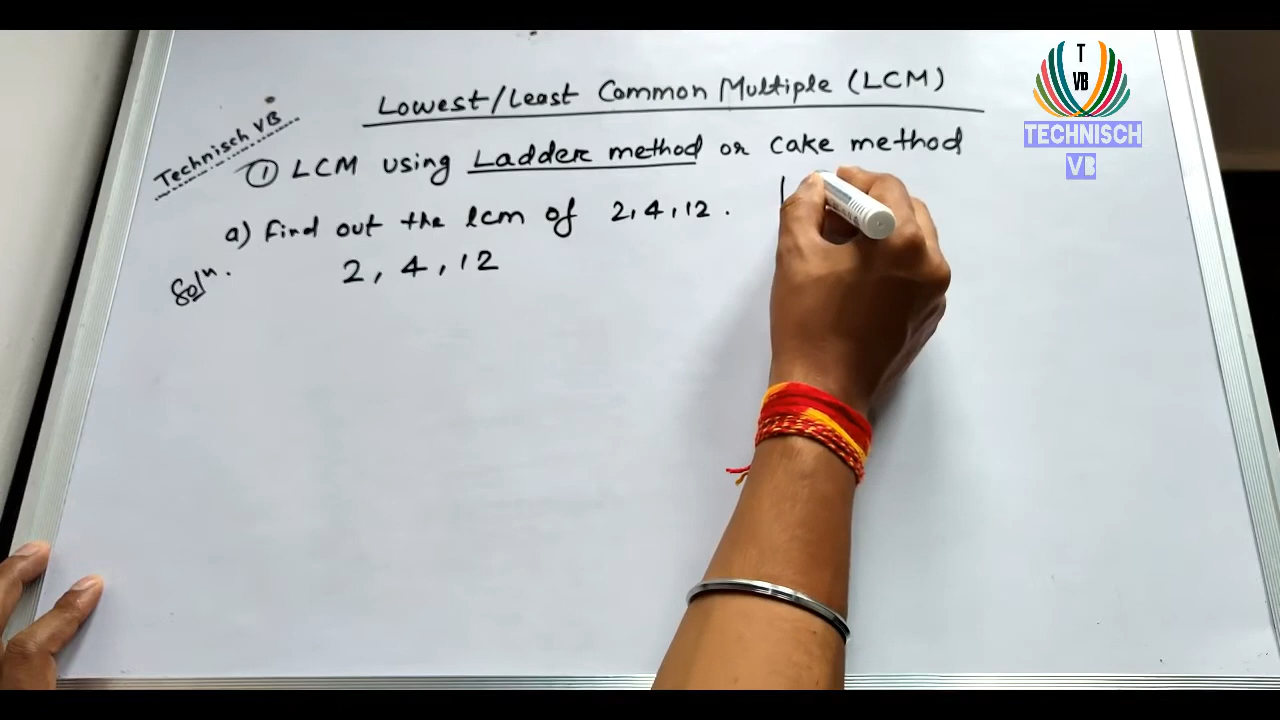 Lowest/Least Common Multiple (LCM)
Technisch VB
① LCM using Ladder method or cake method
a) Find out the lcm of 2,4,12.
Solⁿ.
2, 4, 12
T
VB
TECHNISCH
VB